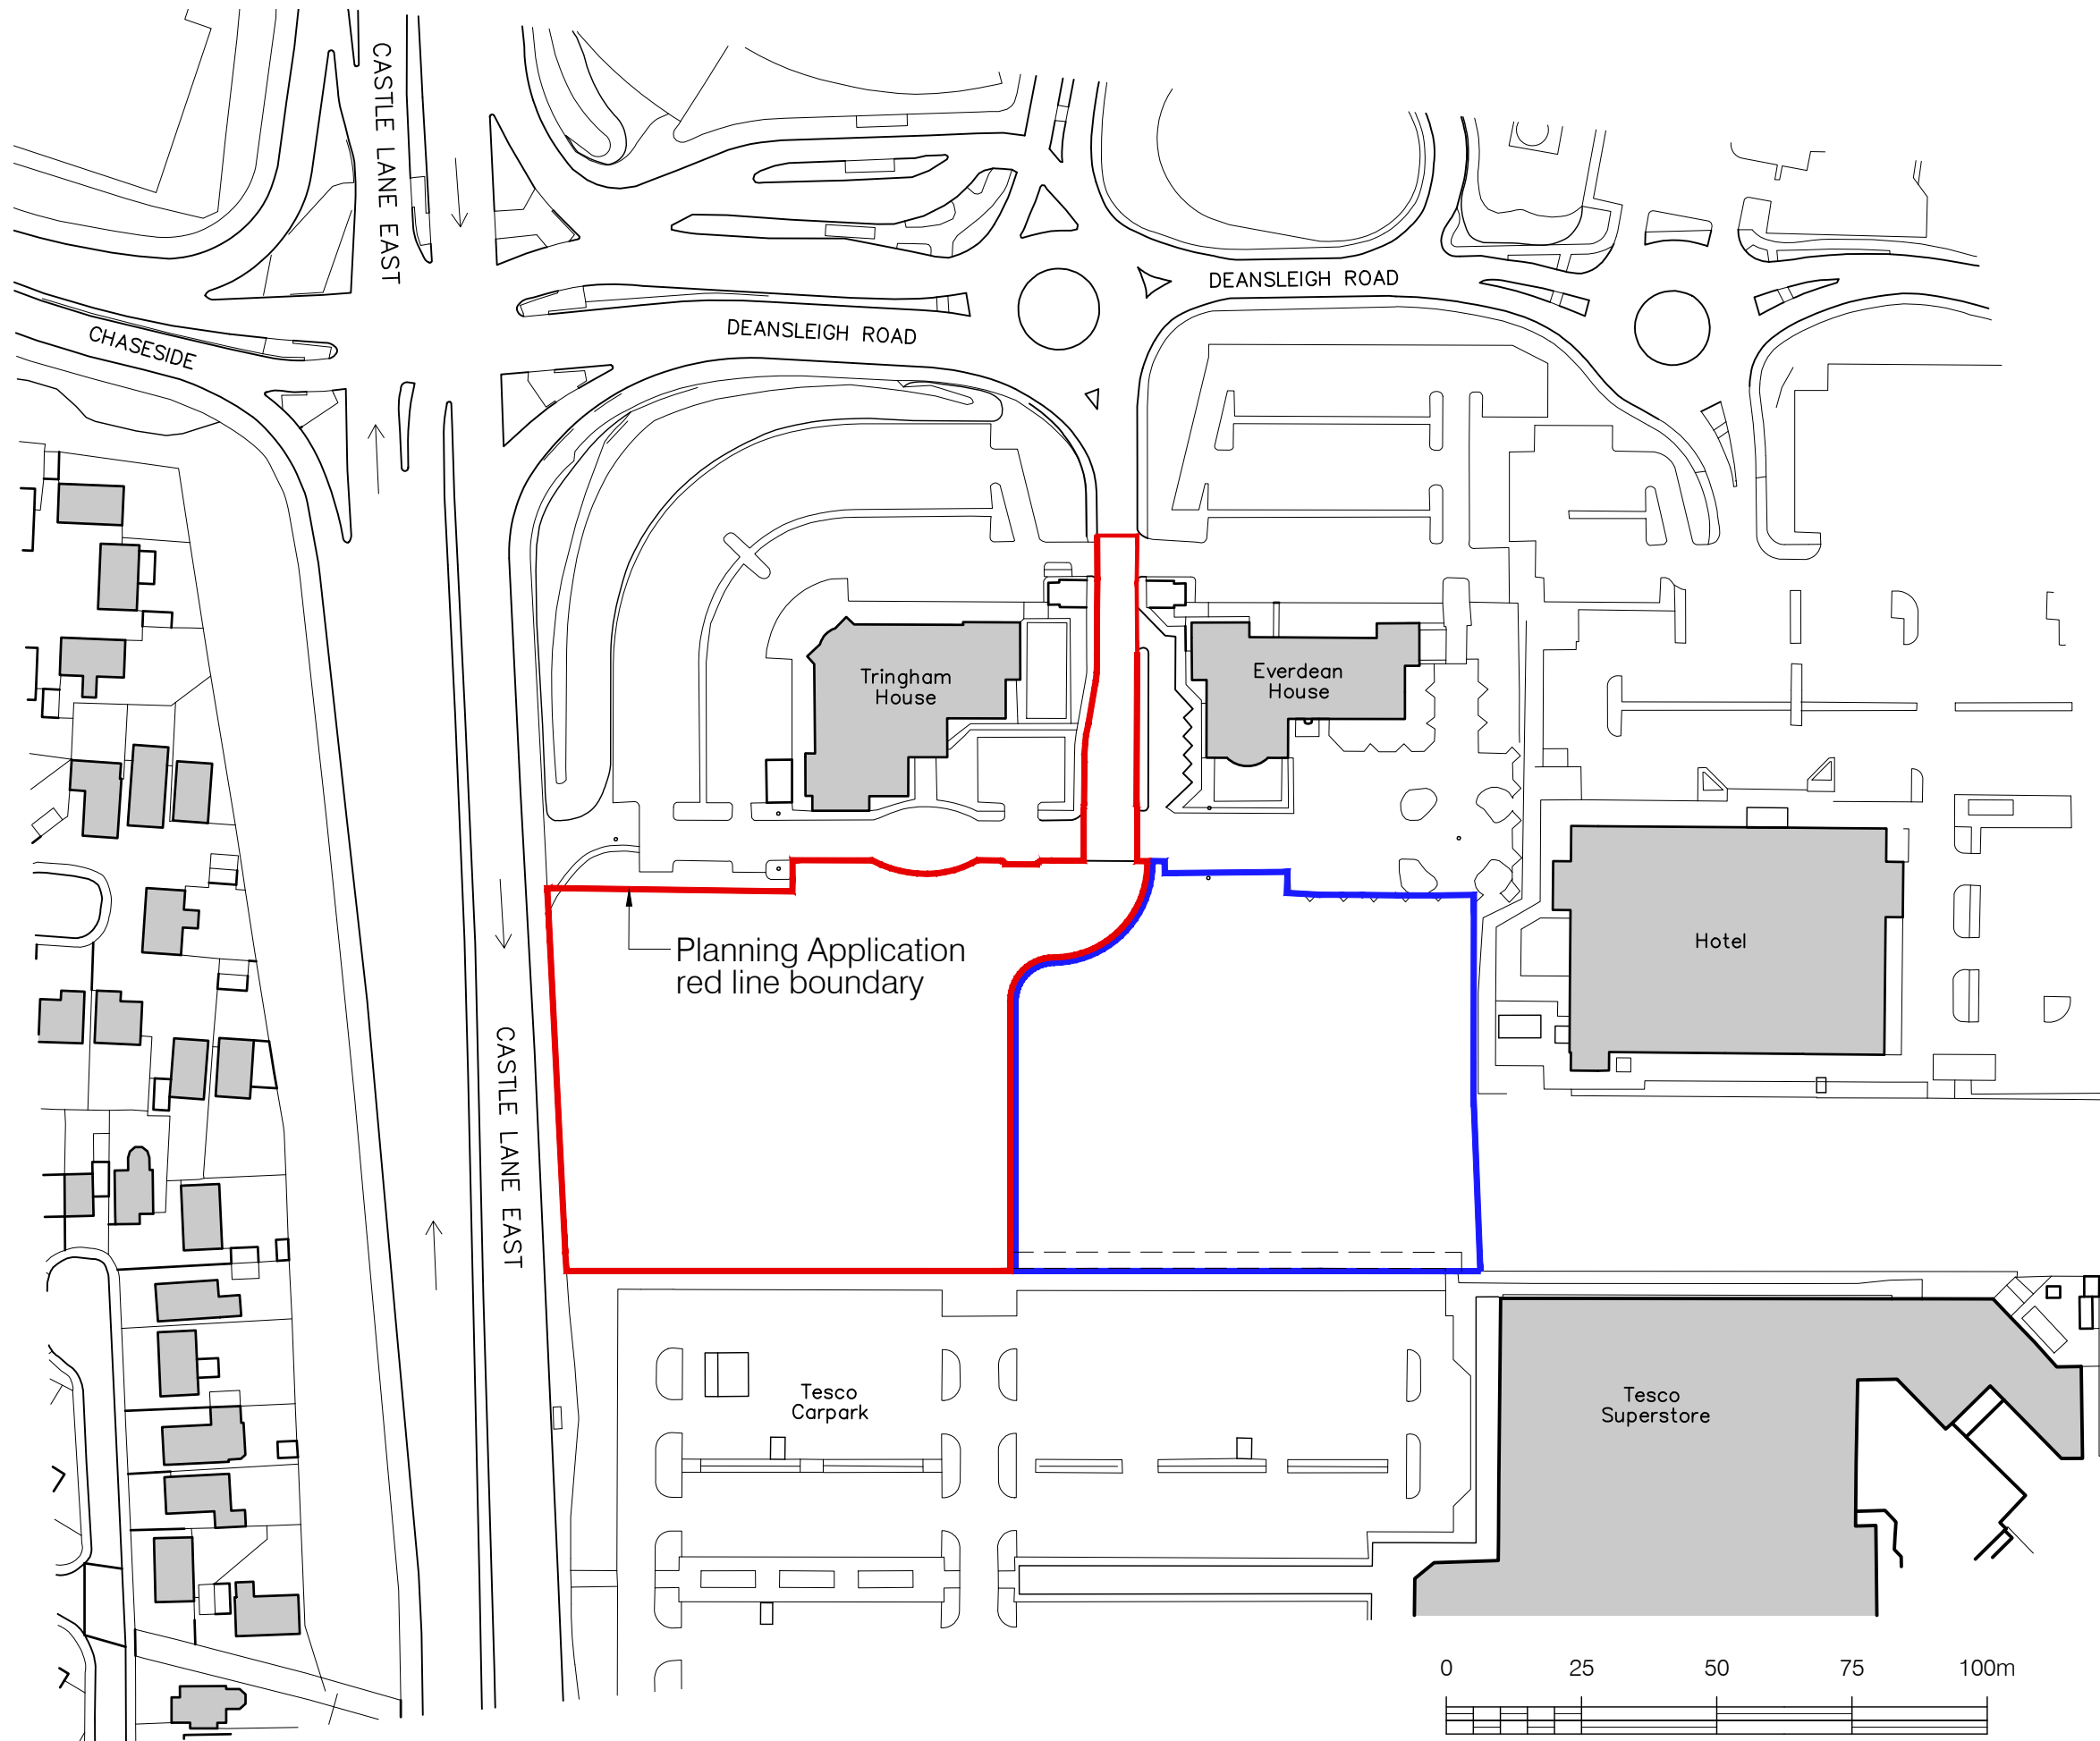 CASTLE LANE EAST
DEANSLEIGH ROAD
DEANSLEIGH ROAD
CHASESIDE
Tringham
House
Everdean
House
Hotel
Planning Application
red line boundary
CASTLE LANE EAST
Tesco
Carpark
Tesco
Superstore
0 25 50 75 100m